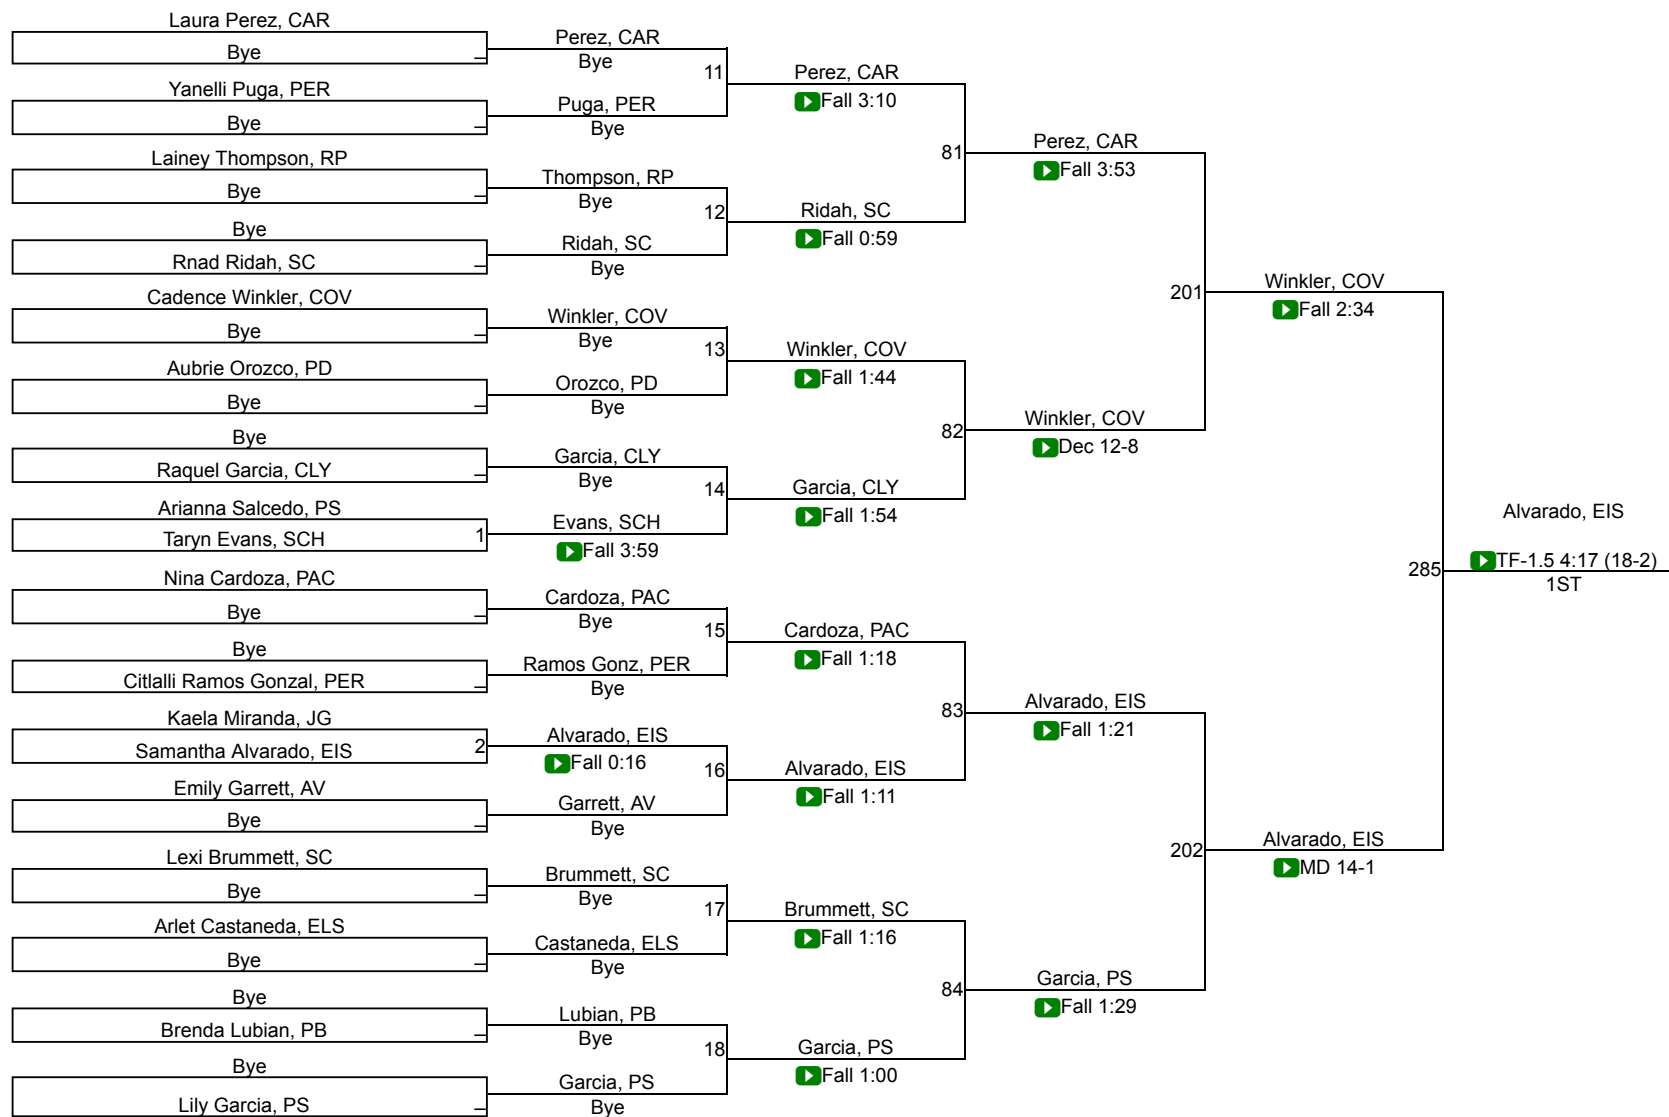 Laura Perez, CAR
Bye
Yanelli Puga, PER
Bye
Lainey Thompson, RP
Bye
Bye
Rnad Ridah, SC
Cadence Winkler, COV
Bye
Aubrie Orozco, PD
Bye
Bye
Raquel Garcia, CLY
Arianna Salcedo, PS
Taryn Evans, SCH
1
Nina Cardoza, PAC
Bye
Bye
Citlalli Ramos Gonzal, PER
Kaela Miranda, JG
Samantha Alvarado, EIS
2
Emily Garrett, AV
Bye
Lexi Brummett, SC
Bye
Arlet Castaneda, ELS
Bye
Bye
Brenda Lubian, PB
Bye
Lily Garcia, PS
Perez, CAR
Bye
11
Puga, PER
Bye
Thompson, RP
Bye
12
Ridah, SC
Bye
Winkler, COV
Bye
13
Orozco, PD
Bye
Garcia, CLY
Bye
14
Evans, SCH
Fall 3:59
Cardoza, PAC
Bye
15
Ramos Gonz, PER
Bye
Alvarado, EIS
Fall 0:16
16
Garrett, AV
Bye
Brummett, SC
Bye
17
Castaneda, ELS
Bye
Lubian, PB
Bye
18
Garcia, PS
Bye
Perez, CAR
Fall 3:10
81
Ridah, SC
Fall 0:59
Winkler, COV
Fall 1:44
82
Garcia, CLY
Fall 1:54
Cardoza, PAC
Fall 1:18
83
Alvarado, EIS
Fall 1:11
Brummett, SC
Fall 1:16
84
Garcia, PS
Fall 1:00
Perez, CAR
Fall 3:53
201
Winkler, COV
Dec 12-8
Alvarado, EIS
Fall 1:21
202
Garcia, PS
Fall 1:29
Winkler, COV
Fall 2:34
285
Alvarado, EIS
MD 14-1
Alvarado, EIS
TF-1.5 4:17 (18-2)
1ST